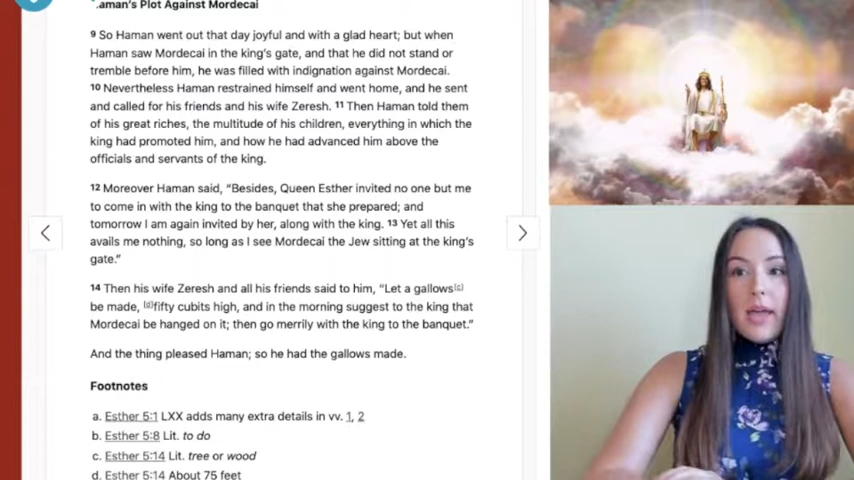 aman's Plot Against Mordecai
9 So Haman went out that day joyful and with a glad heart; but when
Haman saw Mordecai in the king's gate, and that he did not stand or
tremble before him, he was filled with indignation against Mordecai.
10 Nevertheless Haman restrained himself and went home, and he sent
and called for his friends and his wife Zeresh. 11 Then Haman told them
of his great riches, the multitude of his children, everything in which the
king had promoted him, and how he had advanced him above the
officials and servants of the king.
12 Moreover Haman said, “Besides, Queen Esther invited no one but me
to come in with the king to the banquet that she prepared; and
tomorrow I am again invited by her, along with the king. 13 Yet all this
avails me nothing, so long as I see Mordecai the Jew sitting at the king's
gate.”
14 Then his wife Zeresh and all his friends said to him, “Let a gallows[c]
be made, [d]fifty cubits high, and in the morning suggest to the king that
Mordecai be hanged on it; then go merrily with the king to the banquet.”
And the thing pleased Haman; so he had the gallows made.
Footnotes
a. Esther 5:1 LXX adds many extra details in vv. 1, 2
b. Esther 5:8 Lit. to do
c. Esther 5:14 Lit. tree or wood
d. Esther 5:14 About 75 feet